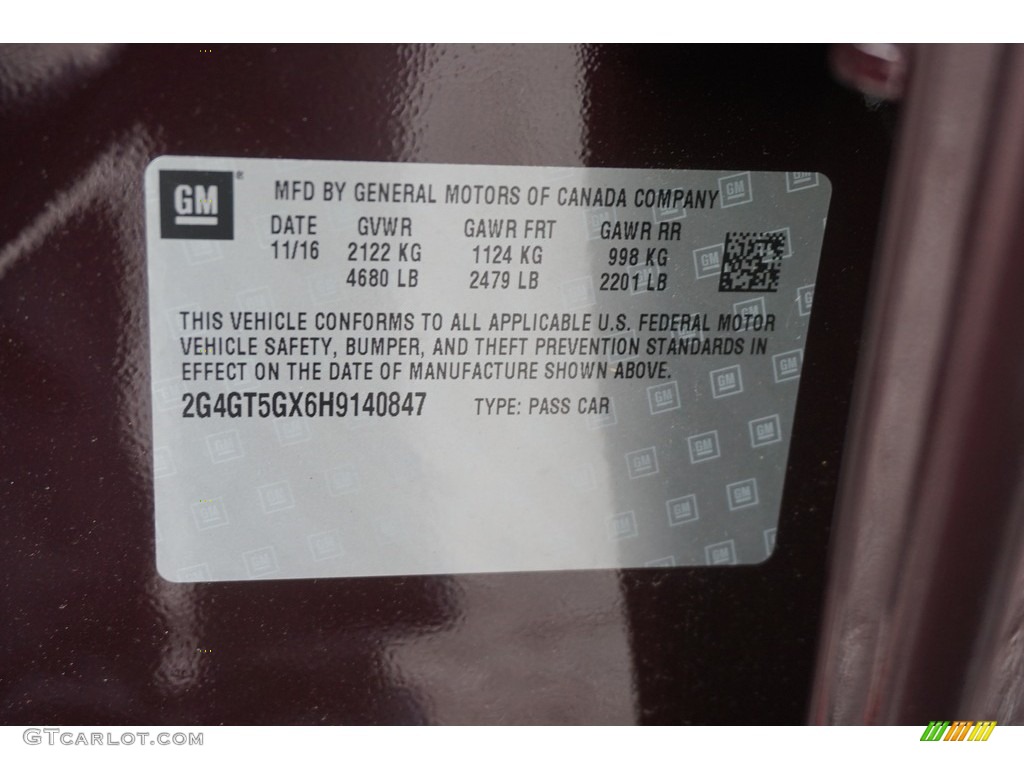 GM® MFD BY GENERAL MOTORS OF CANADA COMPANY
DATE GVWR GAWR FRT GAWR RR
11/16 2122 KG 1124 KG 998 KG
4680 LB 2479 LB 2201 LB
THIS VEHICLE CONFORMS TO ALL APPLICABLE U.S. FEDERAL MOTOR
VEHICLE SAFETY, BUMPER, AND THEFT PREVENTION STANDARDS IN
EFFECT ON THE DATE OF MANUFACTURE SHOWN ABOVE.
2G4GT5GX6H9140847 TYPE: PASS CAR
GTcarlot.com